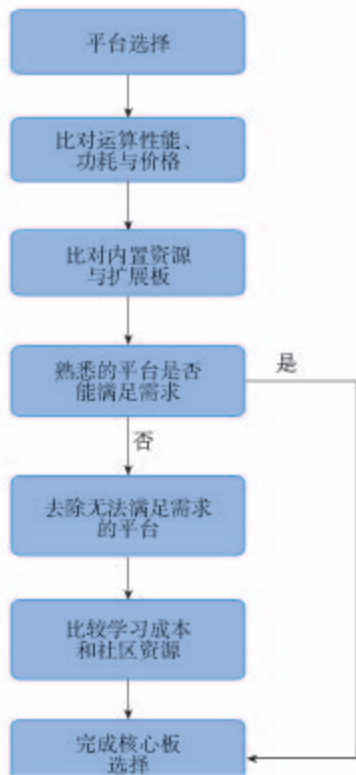 平台选择
比对运算性能、
功耗与价格
比对内置资源
与扩展板
熟悉的平台是否
能满足需求
是
否
去除无法满足需求
的平台
比较学习成本
和社区资源
完成核心板
选择